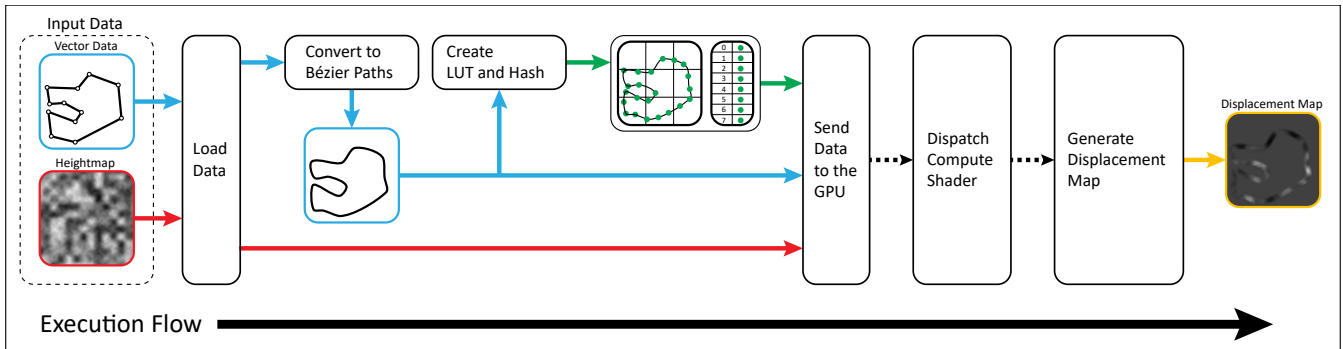 Input Data
Vector Data
Heightmap
Load
Data
Convert to
Bézier Paths
Create
LUT and Hash
0
1
2
3
4
5
6
7
Send
Data
to the
GPU
Dispatch
Compute
Shader
Generate
Displacement
Map
Displacement Map
Execution Flow